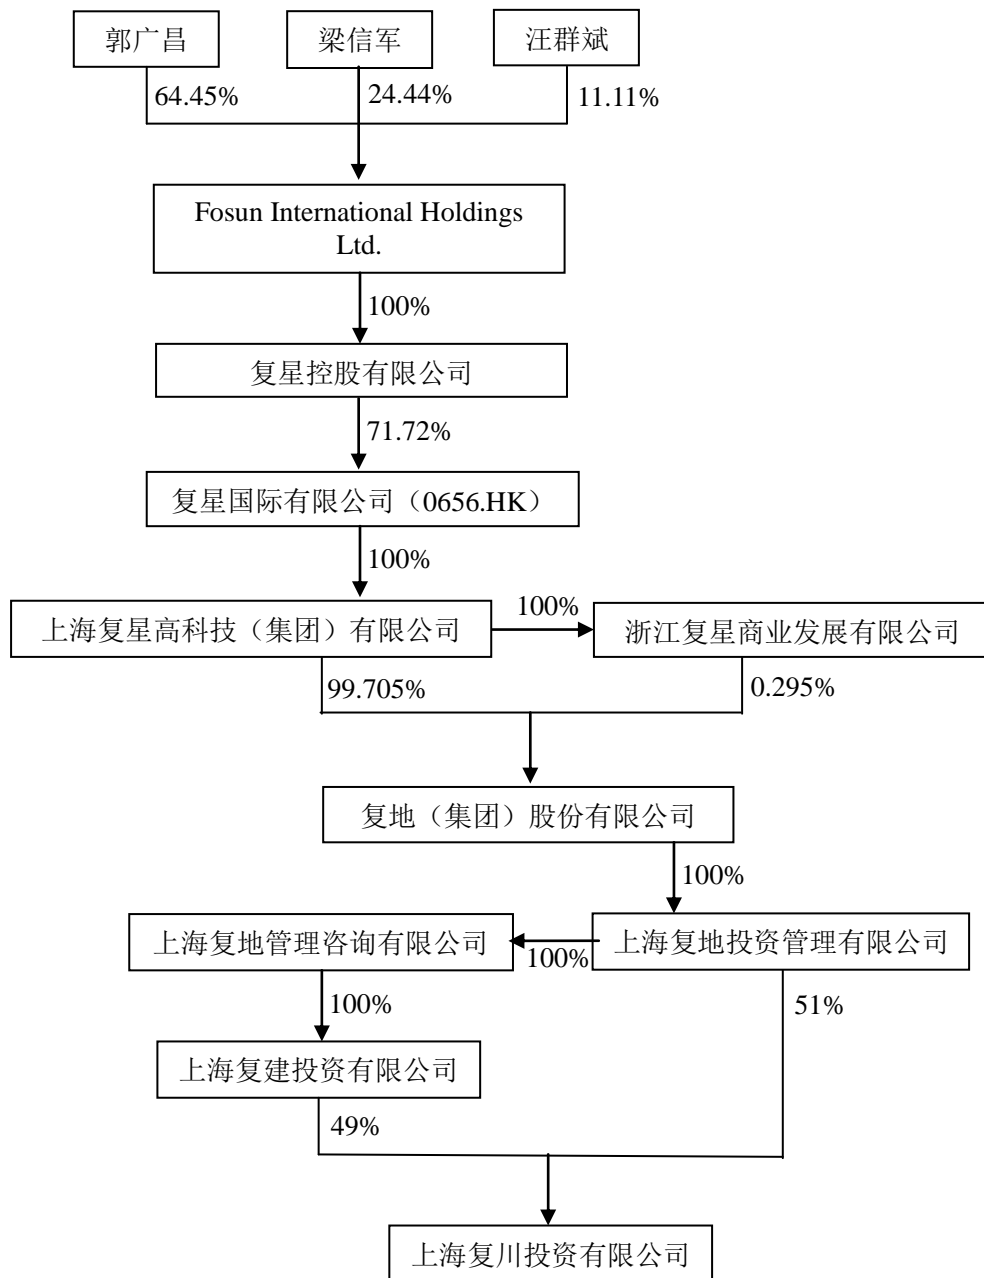 郭广昌
梁信军
汪群斌
64.45%
24.44%
11.11%
Fosun International Holdings
Ltd.
100%
复星控股有限公司
71.72%
复星国际有限公司（0656.HK）
100%
上海复星高科技（集团）有限公司
100%
浙江复星商业发展有限公司
99.705%
0.295%
复地（集团）股份有限公司
100%
上海复地管理咨询有限公司
100%
上海复地投资管理有限公司
100%
51%
上海复建投资有限公司
49%
上海复川投资有限公司